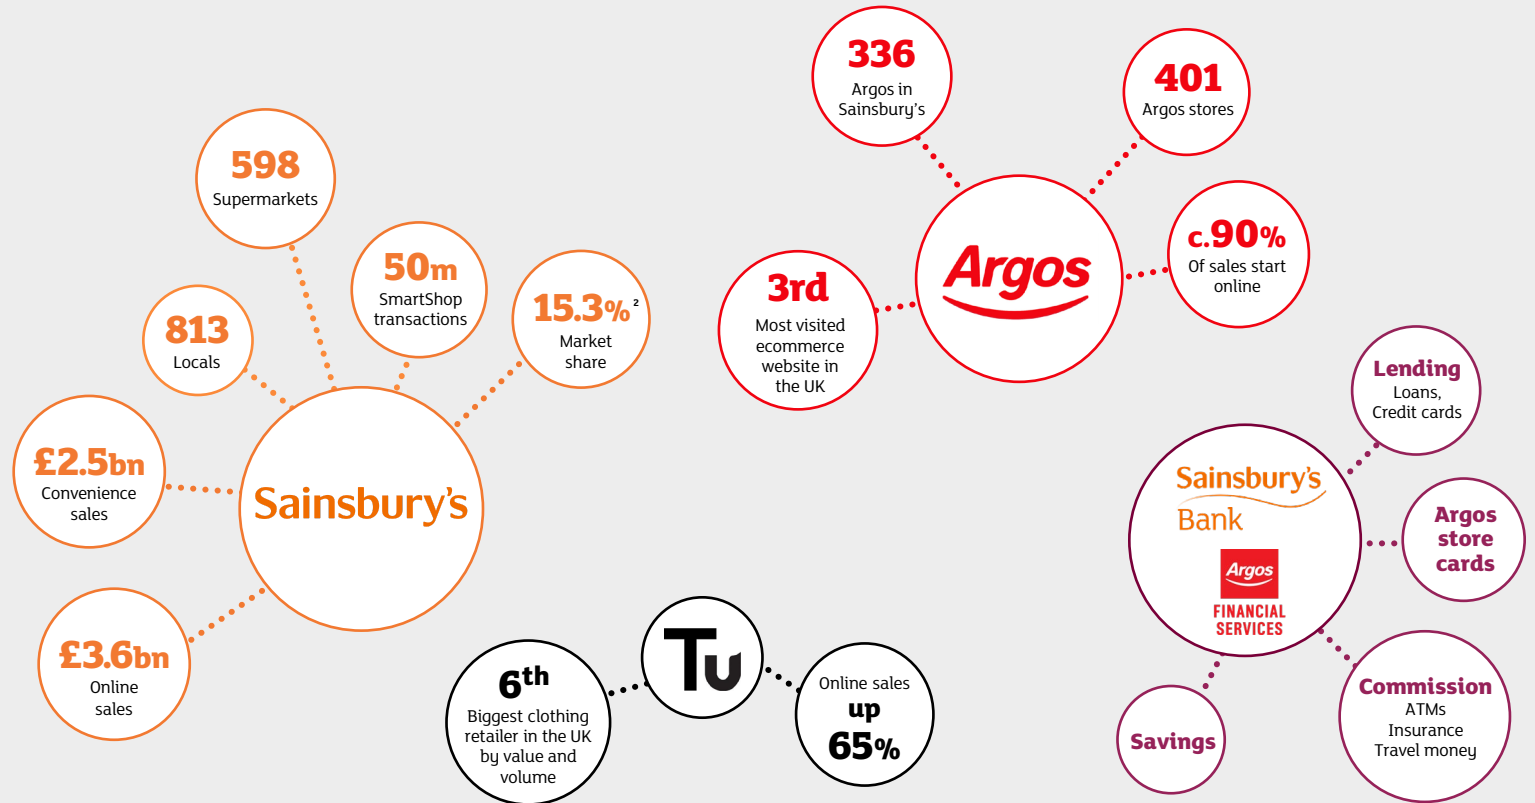 598
Supermarkets
813
Locals
50m
SmartShop
transactions
15.3%²
Market
share
£2.5bn
Convenience
sales
£3.6bn
Online
sales
Sainsbury's
336
Argos in
Sainsbury's
401
Argos stores
c.90%
Of sales start
online
3rd
Most visited
ecommerce
website in
the UK
Argos
6th
Biggest clothing
retailer in the UK
by value and
volume
Tu
Online sales
up
65%
Lending
Loans,
Credit cards
Argos
store
cards
Commission
ATMs
Insurance
Travel money
Savings
Sainsbury's
Bank
Argos
FINANCIAL
SERVICES